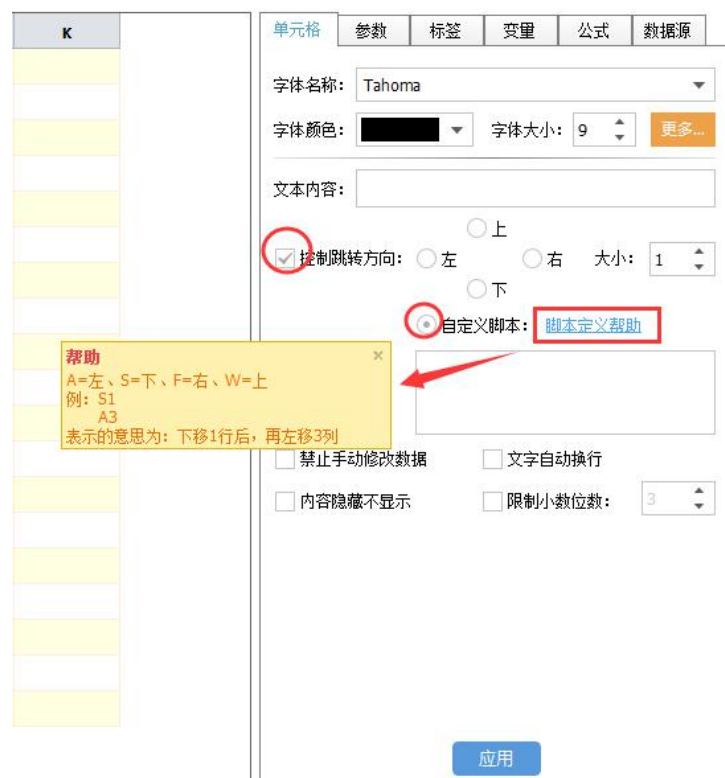 K
单元格 参数 标签 变量 公式 数据源
字体名称： Tahoma
字体颜色： 字体大小： 9 更多...
文本内容：
上
控制跳转方向： 左 右 大小： 1
下
自定义脚本： 脚本定义帮助
帮助
A=左、S=下、F=右、W=上
例：S1
A3
表示的意思为：下移1行后，再左移3列
禁止手动修改数据 文字自动换行
内容隐藏不显示 限制小数位数： 3
应用